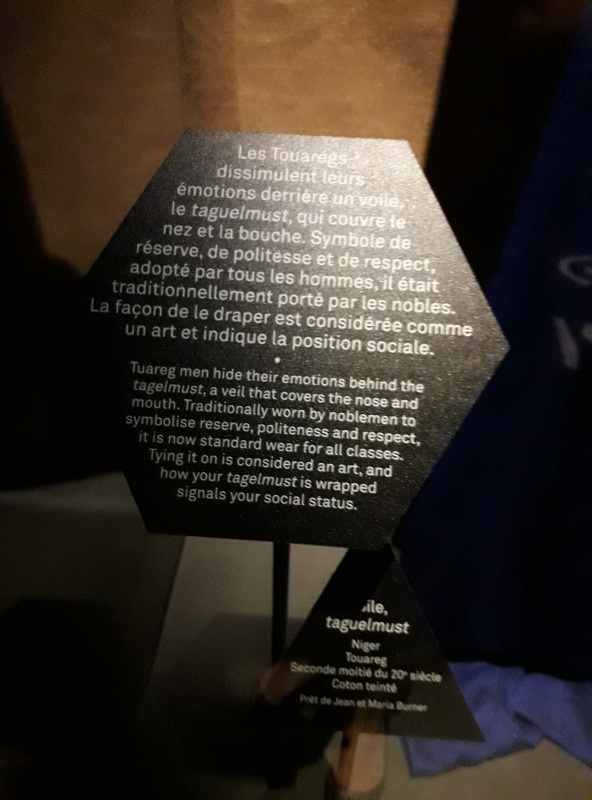 Les Touaregs
dissimulent leurs
émotions derrière un voile,
le taguelmust, qui couvre le
nez et la bouche. Symbole de
réserve, de politesse et de respect,
adopté par tous les hommes, il était
traditionnellement porté par les nobles.
La façon de le draper est considérée comme
un art et indique la position sociale.
•
Tuareg men hide their emotions behind the
tagelmust, a veil that covers the nose and
mouth. Traditionally worn by noblemen to
symbolise reserve, politeness and respect,
it is now standard wear for all classes.
Tying it on is considered an art, and
how your tagelmust is wrapped
signals your social status.
ile,
taguelmust
Niger
Touareg
Seconde moitié du 20e siècle
Coton teinté
Prêt de Jean et Maria Burner